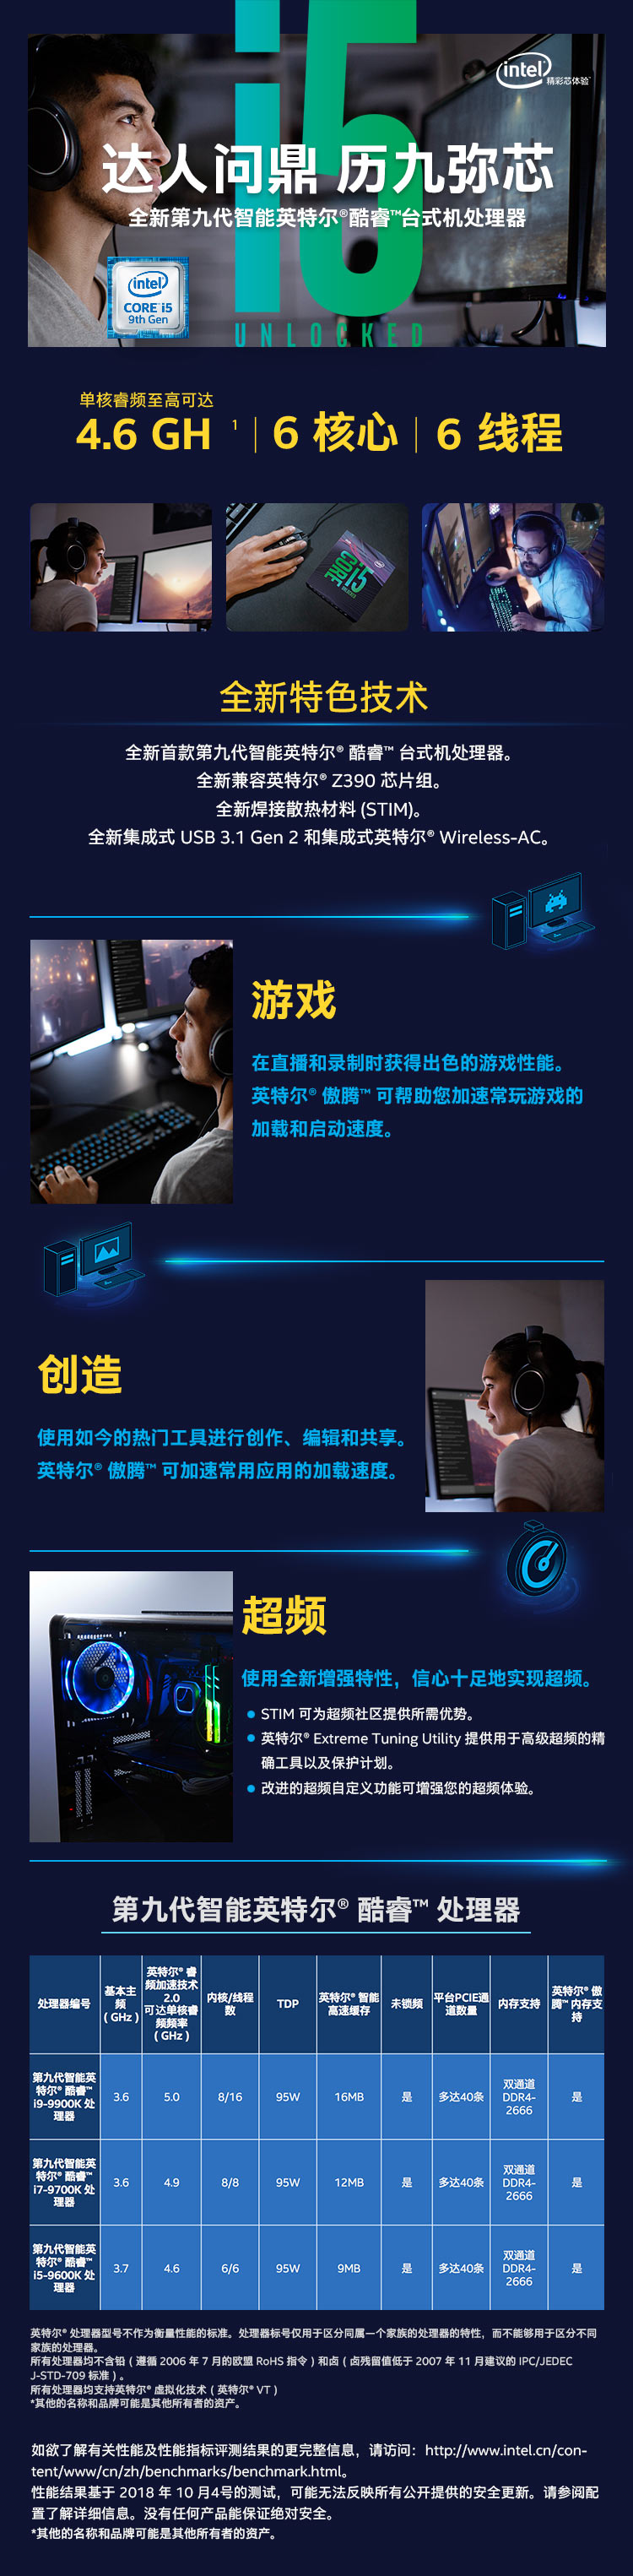 i5
intel
精彩芯体验™
达人问鼎 历九弥芯
全新第九代智能英特尔®酷睿™台式机处理器
intel
CORE i5
9th Gen
UNLOCKED
单核睿频至高可达
4.6 GH ¹ | 6 核心 | 6 线程
CORE i5
全新特色技术
全新首款第九代智能英特尔® 酷睿™ 台式机处理器。
全新兼容英特尔® Z390 芯片组。
全新焊接散热材料 (STIM)。
全新集成式 USB 3.1 Gen 2 和集成式英特尔® Wireless-AC。
游戏
在直播和录制时获得出色的游戏性能。
英特尔® 傲腾™ 可帮助您加速常玩游戏的
加载和启动速度。
创造
使用如今的热门工具进行创作、编辑和共享。
英特尔® 傲腾™ 可加速常用应用的加载速度。
超频
使用全新增强特性，信心十足地实现超频。
STIM 可为超频社区提供所需优势。
英特尔® Extreme Tuning Utility 提供用于高级超频的精
确工具以及保护计划。
改进的超频自定义功能可增强您的超频体验。
第九代智能英特尔® 酷睿™ 处理器
处理器编号
基本主
频
( GHz )
英特尔® 睿
频加速技术
2.0
可达单核睿
频频率
( GHz )
内核/线程
数
TDP
英特尔® 智能
高速缓存
未锁频
平台PCIE通
道数量
内存支持
英特尔® 傲
腾™ 内存支
持
第九代智能英
特尔® 酷睿™
i9-9900K 处
理器
3.6
5.0
8/16
95W
16MB
是
多达40条
双通道
DDR4-
2666
是
第九代智能英
特尔® 酷睿™
i7-9700K 处
理器
3.6
4.9
8/8
95W
12MB
是
多达40条
双通道
DDR4-
2666
是
第九代智能英
特尔® 酷睿™
i5-9600K 处
理器
3.7
4.6
6/6
95W
9MB
是
多达40条
双通道
DDR4-
2666
是
英特尔® 处理器型号不作为衡量性能的标准。处理器标号仅用于区分同属一个家族的处理器的特性，而不能够用于区分不同
家族的处理器。
所有处理器均不含铅（ 遵循 2006 年 7 月的欧盟 RoHS 指令 ）和卤（ 卤残留值低于 2007 年 11 月建议的 IPC/JEDEC
J-STD-709 标准 ）。
所有处理器均支持英特尔® 虚拟化技术（ 英特尔® VT ）
*其他的名称和品牌可能是其他所有者的资产。
如欲了解有关性能及性能指标评测结果的更完整信息，请访问：http://www.intel.cn/con-
tent/www/cn/zh/benchmarks/benchmark.html。
性能结果基于 2018 年 10 月4号的测试，可能无法反映所有公开提供的安全更新。请参阅配
置了解详细信息。没有任何产品能保证绝对安全。
*其他的名称和品牌可能是其他所有者的资产。